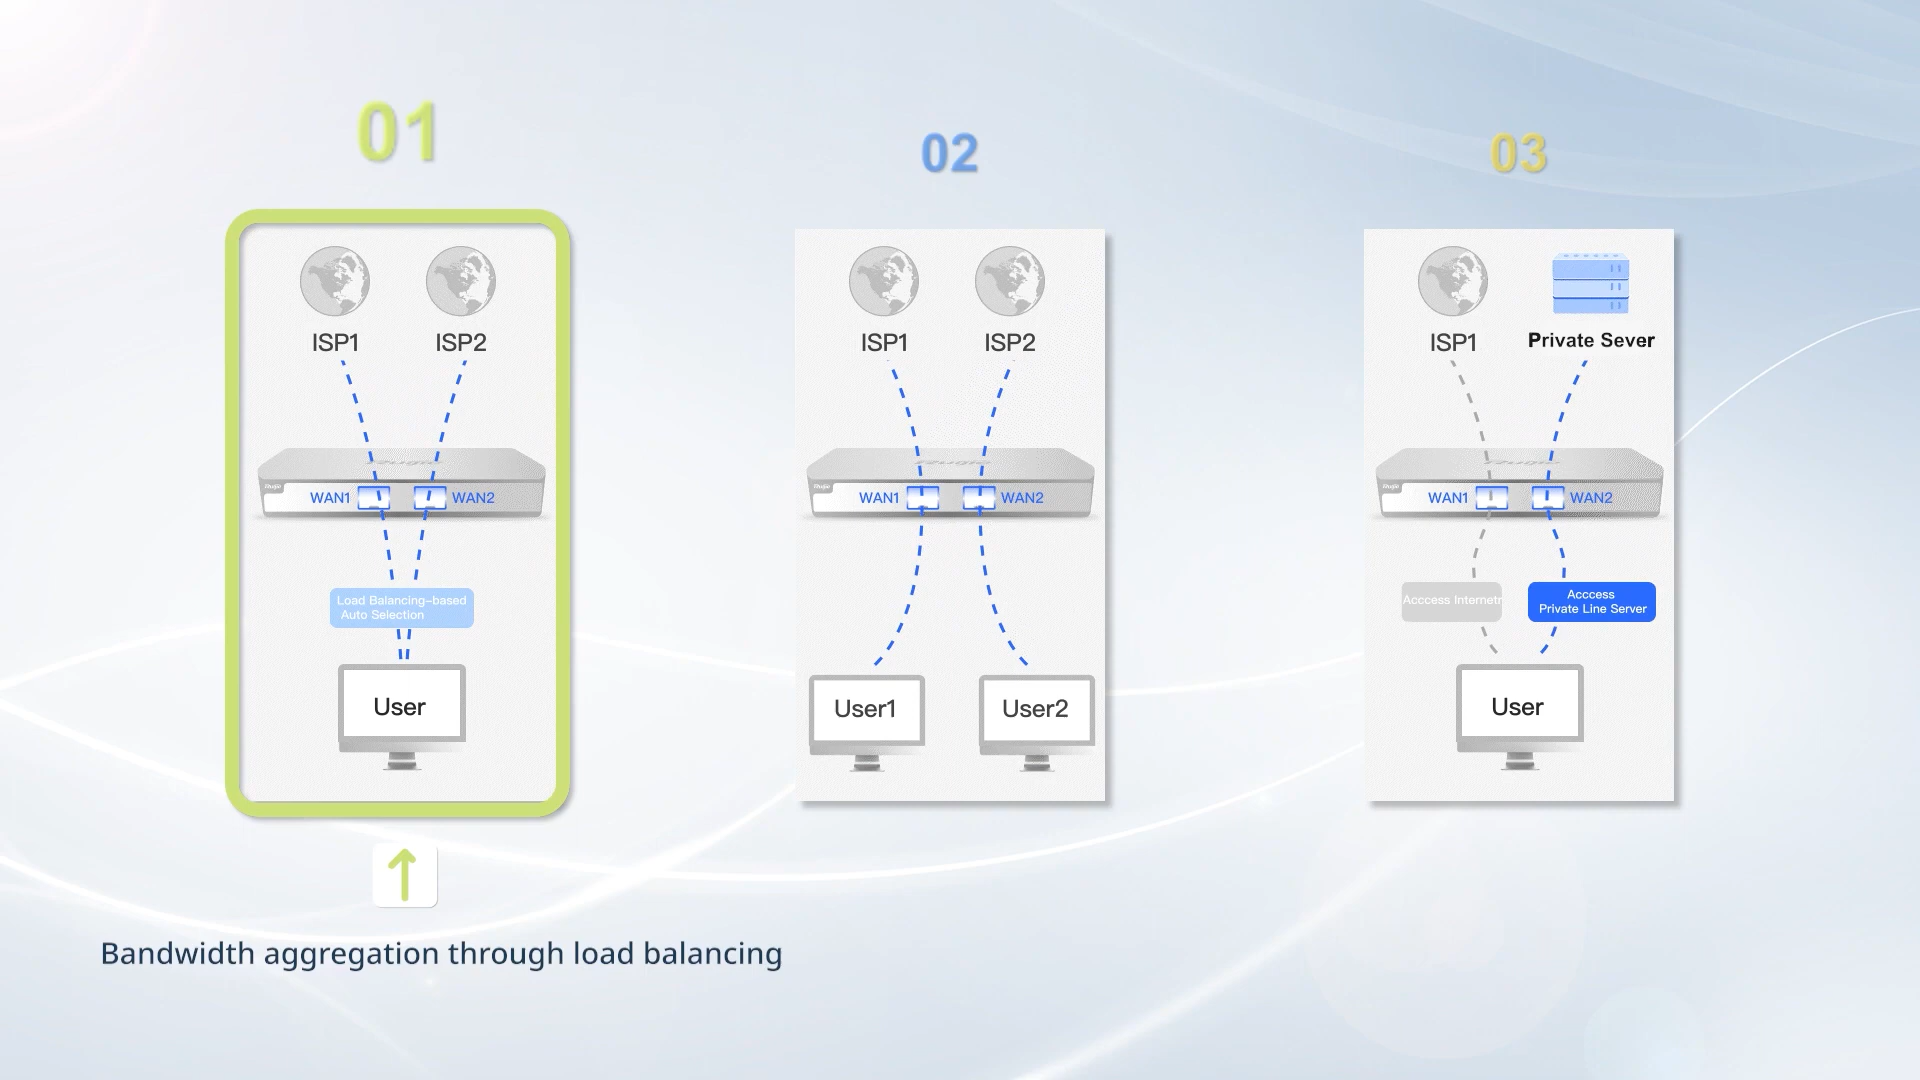 01
02
03
ISP1
ISP2
WAN1
WAN2
Load Balancing-based
Auto Selection
User
ISP1
ISP2
WAN1
WAN2
User1
User2
ISP1
Private Sever
WAN1
WAN2
Acccess Internetr
Acccess
Private Line Server
User
Bandwidth aggregation through load balancing